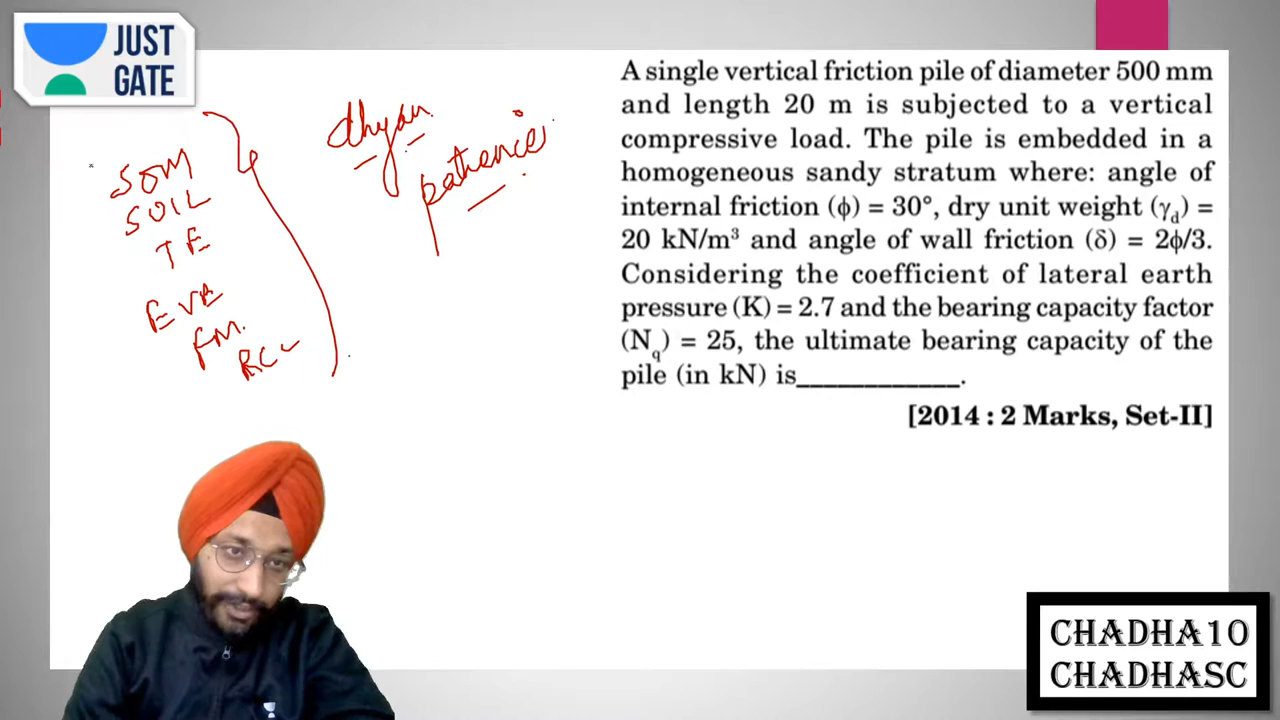 JUST
GATE
SOM
SOIL
TE
EVR
FM.
RCC
dhyan
patience
A single vertical friction pile of diameter 500 mm
and length 20 m is subjected to a vertical
compressive load. The pile is embedded in a
homogeneous sandy stratum where: angle of
internal friction (ϕ) = 30°, dry unit weight (γd) =
20 kN/m³ and angle of wall friction (δ) = 2ϕ/3.
Considering the coefficient of lateral earth
pressure (K) = 2.7 and the bearing capacity factor
(Nq) = 25, the ultimate bearing capacity of the
pile (in kN) is____________.
[2014 : 2 Marks, Set-II]
CHADHA10
CHADHASC